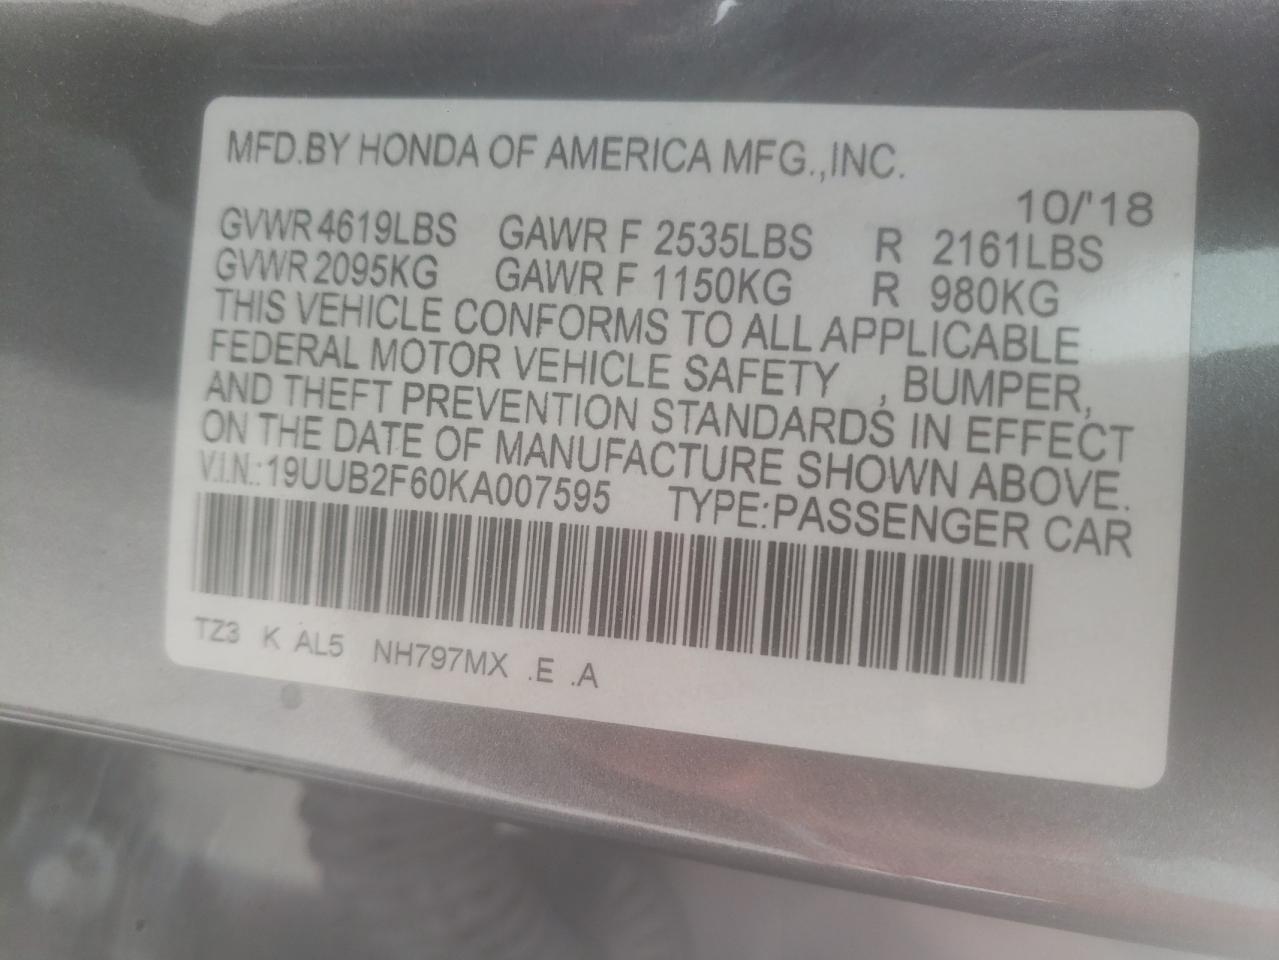 MFD.BY HONDA OF AMERICA MFG.,INC.
10/'18
GVWR 4619LBS GAWR F 2535LBS R 2161LBS
GVWR 2095KG GAWR F 1150KG R 980KG
THIS VEHICLE CONFORMS TO ALL APPLICABLE
FEDERAL MOTOR VEHICLE SAFETY , BUMPER,
AND THEFT PREVENTION STANDARDS IN EFFECT
ON THE DATE OF MANUFACTURE SHOWN ABOVE.
V.I.N.:19UUB2F60KA007595 TYPE:PASSENGER CAR
TZ3 K AL5 NH797MX .E .A